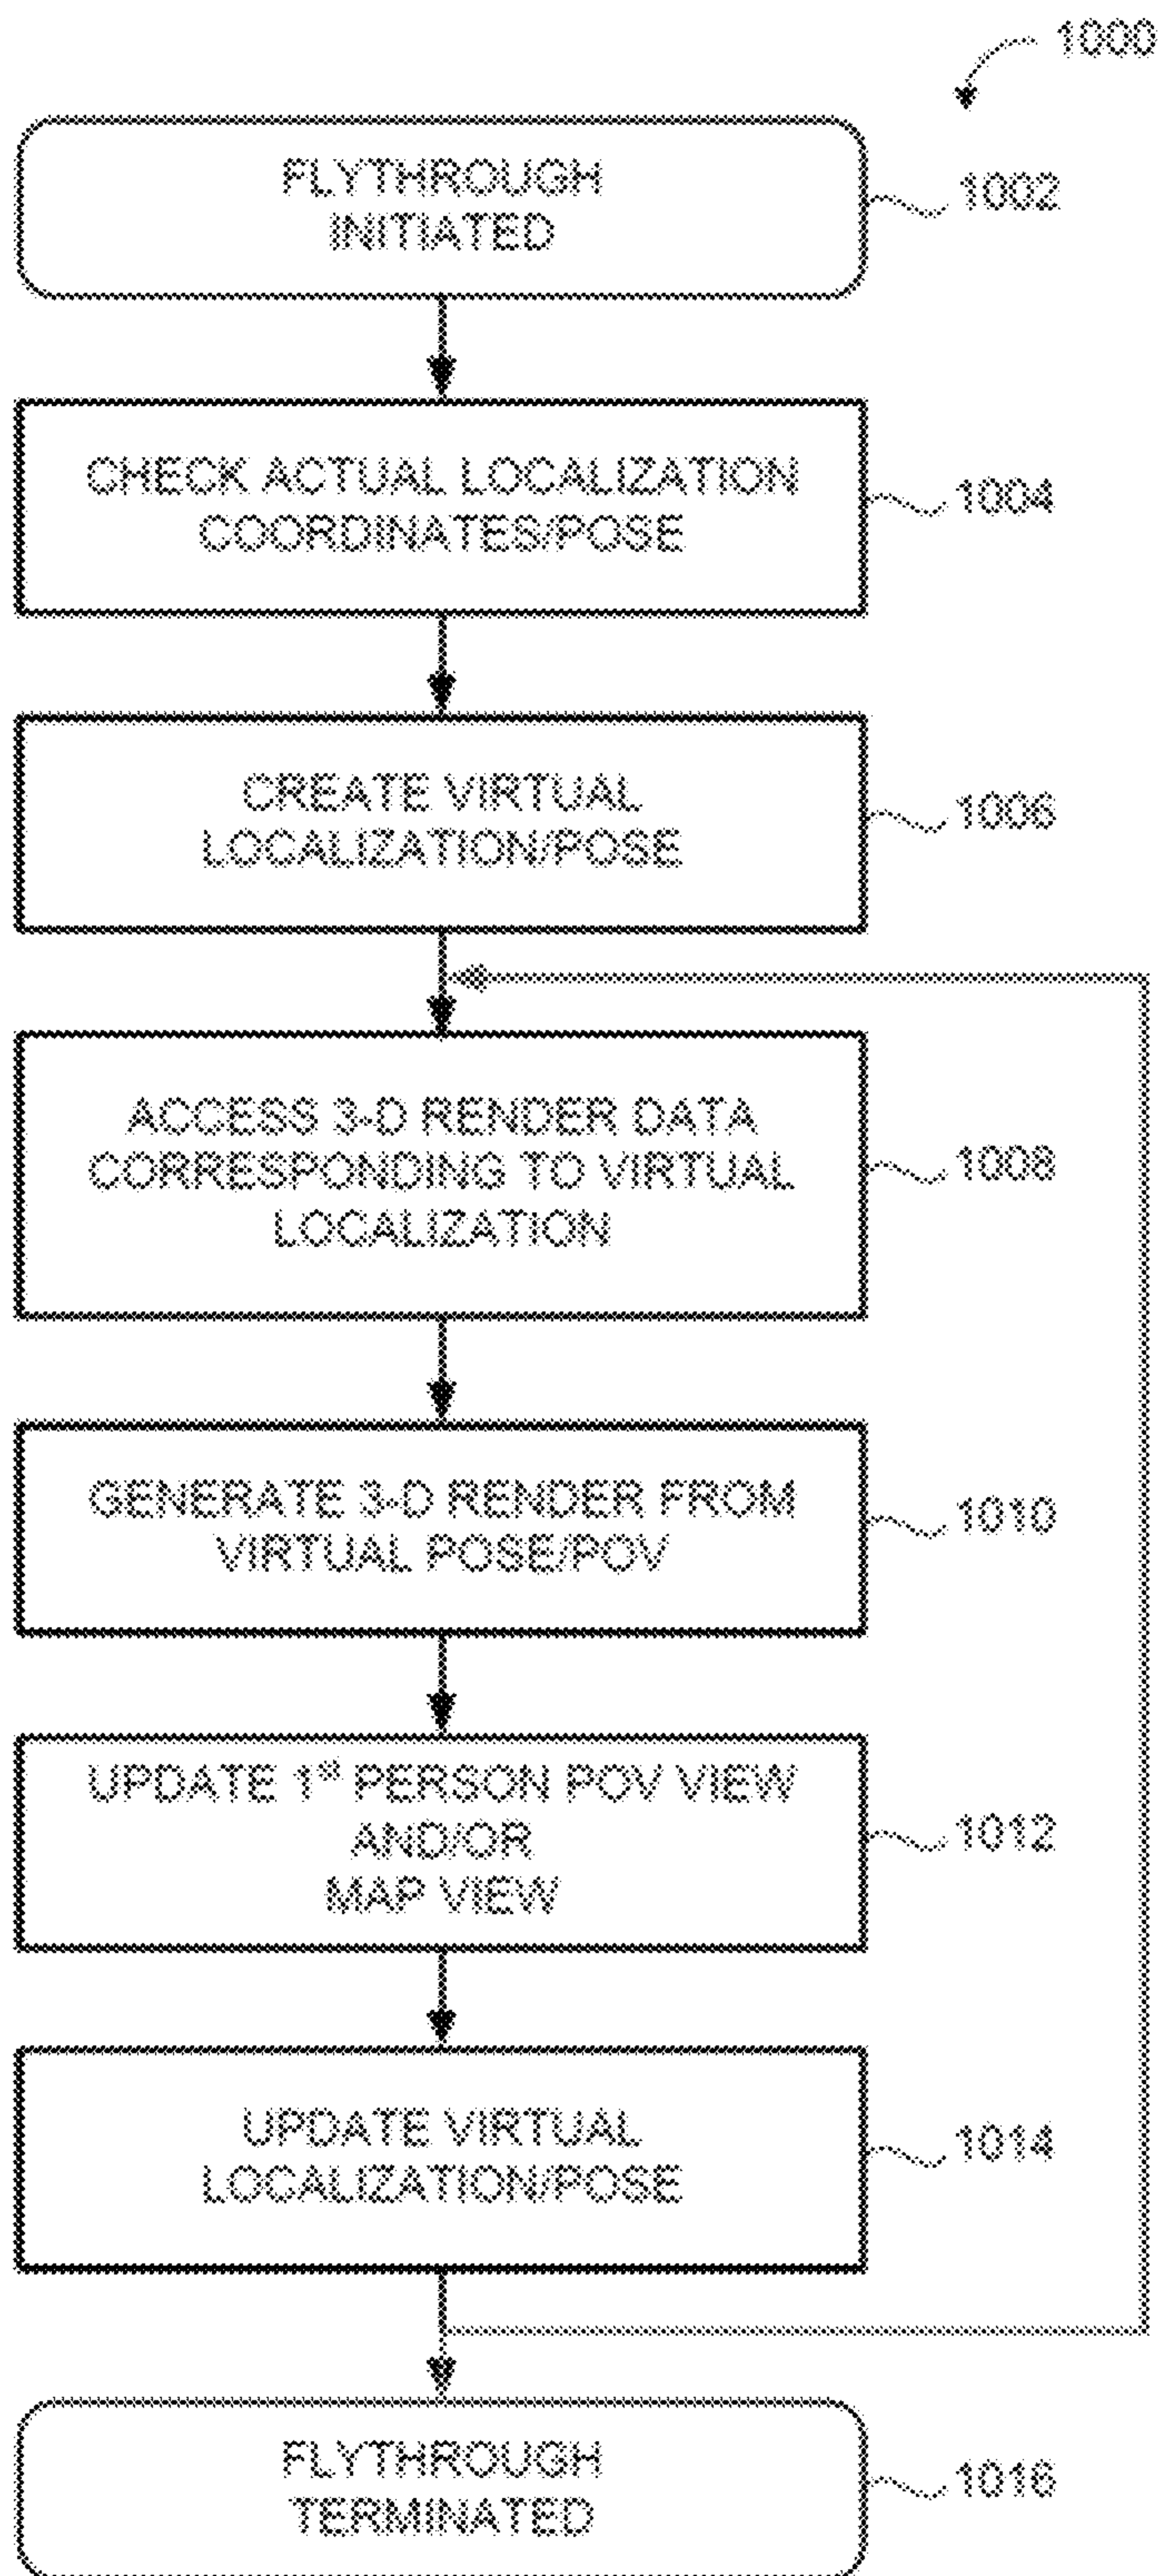 1000
FLYTHROUGH
INITIATED
1002
CHECK ACTUAL LOCALIZATION
COORDINATES/POSE
1004
CREATE VIRTUAL
LOCALIZATION/POSE
1006
ACCESS 3-D RENDER DATA
CORRESPONDING TO VIRTUAL
LOCALIZATION
1008
GENERATE 3-D RENDER FROM
VIRTUAL POSE/POV
1010
UPDATE 1st PERSON POV VIEW
AND/OR
MAP VIEW
1012
UPDATE VIRTUAL
LOCALIZATION/POSE
1014
FLYTHROUGH
TERMINATED
1016